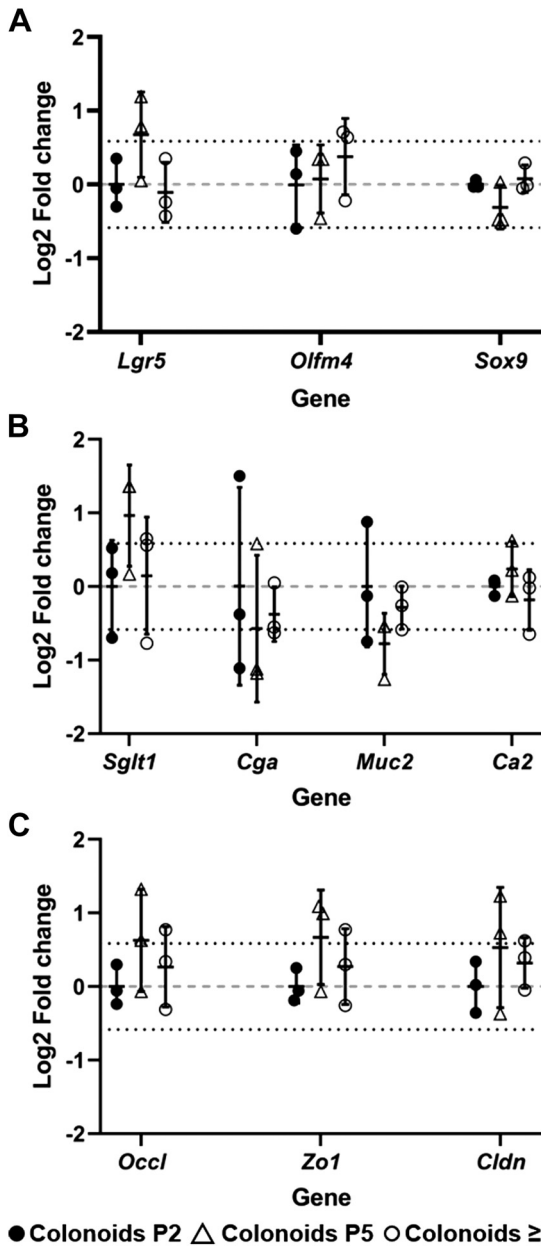 A
Log2 Fold change
2
1
0
-1
-2
Lgr5 Olfm4 Sox9
Gene
B
Log2 Fold change
2
1
0
-1
-2
Sglt1 Cga Muc2 Ca2
Gene
C
Log2 Fold change
2
1
0
-1
-2
Occl Zo1 Cldn
Gene
Colonoids P2 Colonoids P5 Colonoids ≥